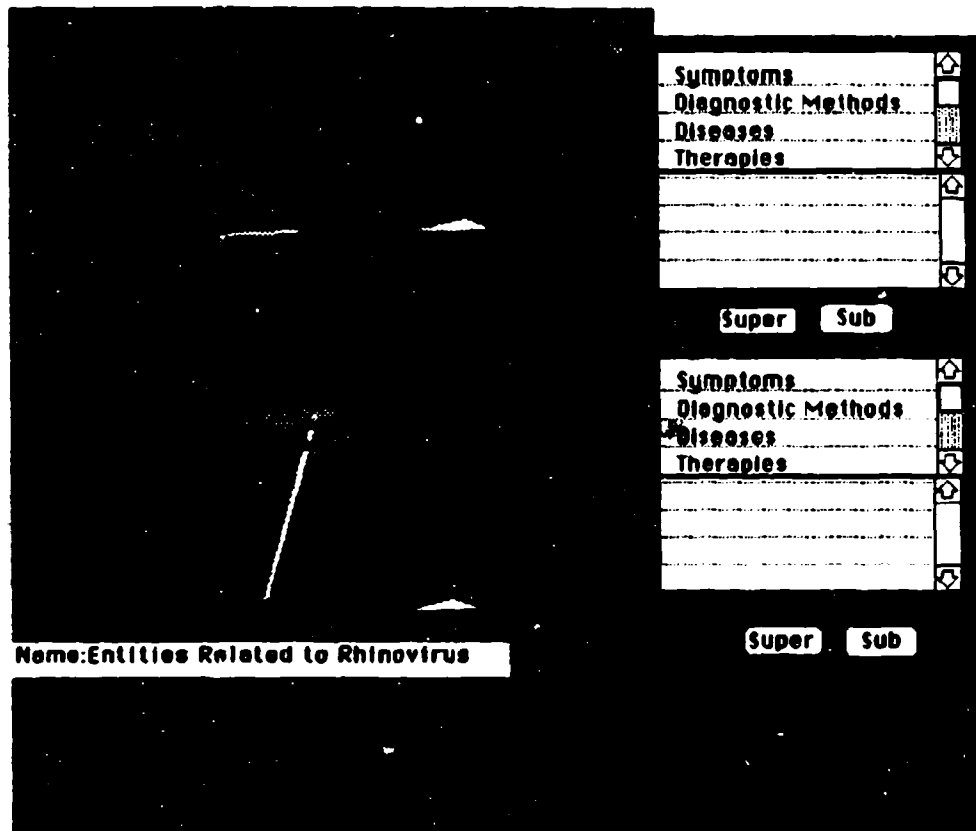 Symptoms
Diagnostic Methods
Diseases
Therapies
Super Sub
Symptoms
Diagnostic Methods
Diseases
Therapies
Super Sub
Name:Entities Related to Rhinovirus